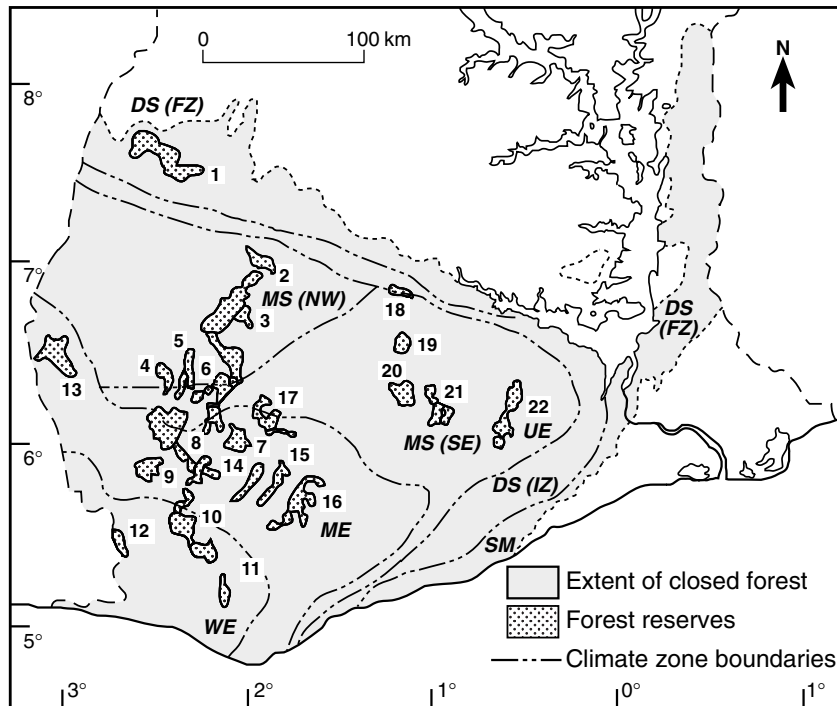 0 100 km
N
8°
DS (FZ)
1
7°
2
MS (NW)
3
18
DS
(FZ)
19
5
4
6
13
20
17
21
22
MS (SE)
UE
8
7
6°
9
14
15
DS (IZ)
16
10
ME
12
SM
11
WE
5°
Extent of closed forest
Forest reserves
Climate zone boundaries
3° 2° 1° 0° 1°